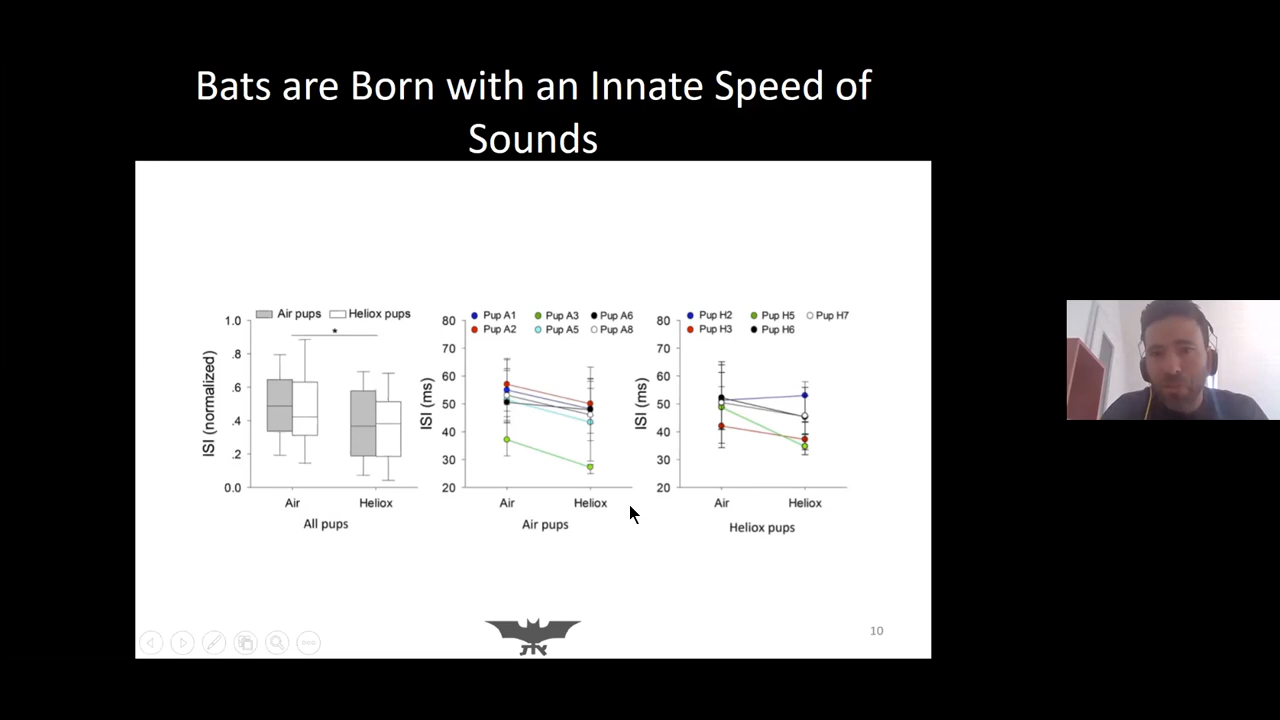 Bats are Born with an Innate Speed of
Sounds
Air pups Heliox pups
1.0
.8
.6
.4
.2
0.0
ISI (normalized)
*
Air Heliox
All pups
Pup A1 Pup A3 Pup A6
Pup A2 Pup A5 Pup A8
80
70
60
50
40
30
20
ISI (ms)
Air Heliox
Air pups
Pup H2 Pup H5 Pup H7
Pup H3 Pup H6
80
70
60
50
40
30
20
ISI (ms)
Air Heliox
Heliox pups
10